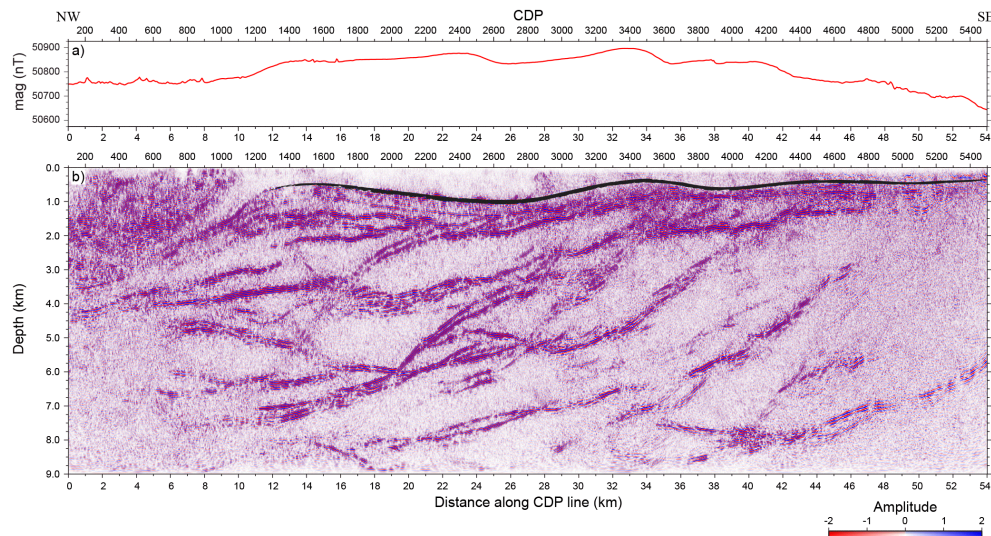 NW CDP SE
200 400 600 800 1000 1200 1400 1600 1800 2000 2200 2400 2600 2800 3000 3200 3400 3600 3800 4000 4200 4400 4600 4800 5000 5200 5400
a)
mag (nT)
50900
50800
50700
50600
0 2 4 6 8 10 12 14 16 18 20 22 24 26 28 30 32 34 36 38 40 42 44 46 48 50 52 54
200 400 600 800 1000 1200 1400 1600 1800 2000 2200 2400 2600 2800 3000 3200 3400 3600 3800 4000 4200 4400 4600 4800 5000 5200 5400
b)
Depth (km)
0.0
1.0
2.0
3.0
4.0
5.0
6.0
7.0
8.0
9.0
0 2 4 6 8 10 12 14 16 18 20 22 24 26 28 30 32 34 36 38 40 42 44 46 48 50 52 54
Distance along CDP line (km)
Amplitude
-2 -1 0 1 2